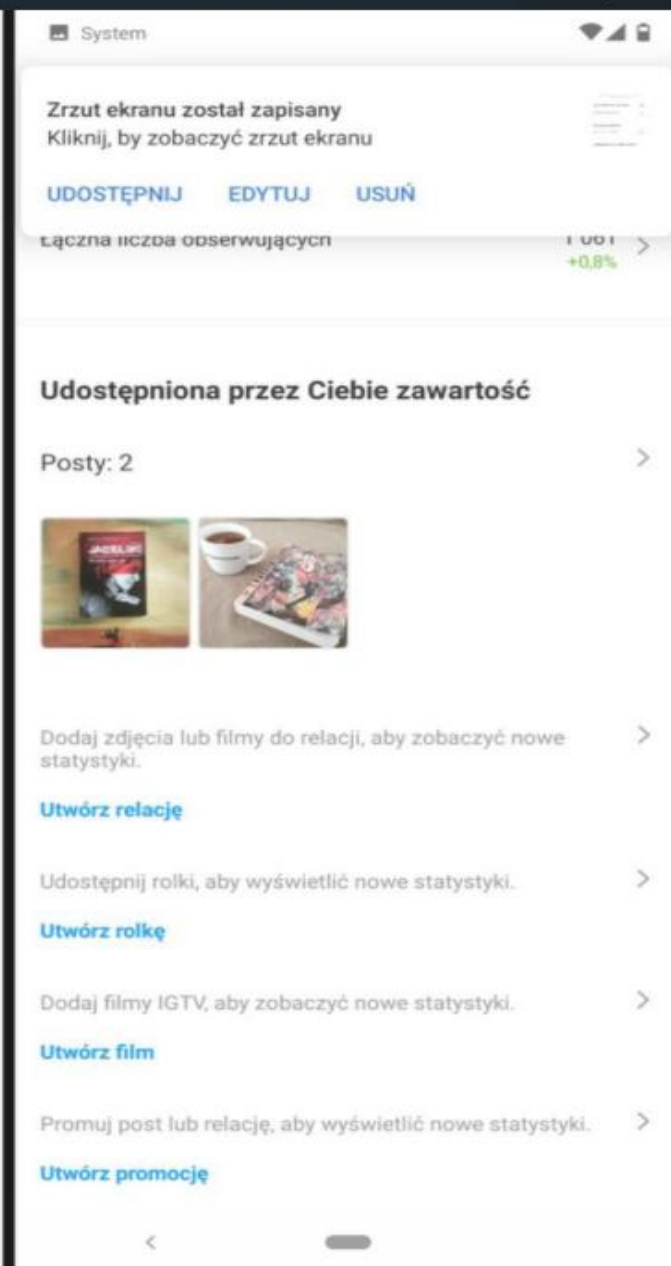 System
Zrzut ekranu został zapisany
Kliknij, by zobaczyć zrzut ekranu
UDOSTĘPNIJ EDYTUJ USUŃ
Łączna liczba obserwujących 1 061
+0,8%
Udostępniona przez Ciebie zawartość
Posty: 2
Dodaj zdjęcia lub filmy do relacji, aby zobaczyć nowe
statystyki.
Utwórz relację
Udostępnij rolki, aby wyświetlić nowe statystyki.
Utwórz rolkę
Dodaj filmy IGTV, aby zobaczyć nowe statystyki.
Utwórz film
Promuj post lub relację, aby wyświetlić nowe statystyki.
Utwórz promocję